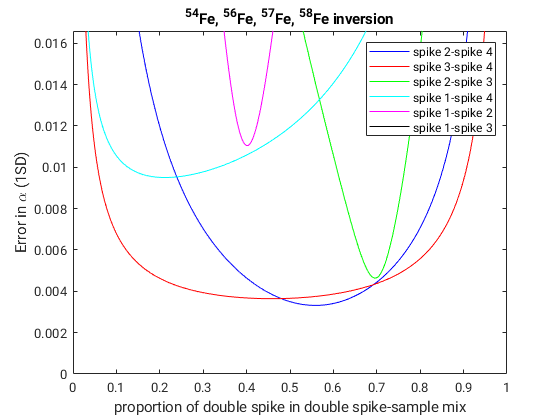 ⁵⁴Fe, ⁵⁶Fe, ⁵⁷Fe, ⁵⁸Fe inversion
0.016
0.014
0.012
0.01
0.008
0.006
0.004
0.002
0
Error in α (1SD)
spike 2-spike 4
spike 3-spike 4
spike 2-spike 3
spike 1-spike 4
spike 1-spike 2
spike 1-spike 3
0 0.1 0.2 0.3 0.4 0.5 0.6 0.7 0.8 0.9 1
proportion of double spike in double spike-sample mix